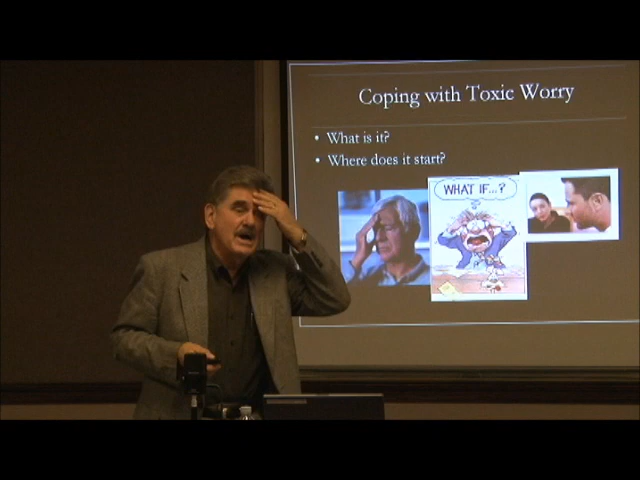 Coping with Toxic Worry
• What is it?
• Where does it start?
WHAT IF...?